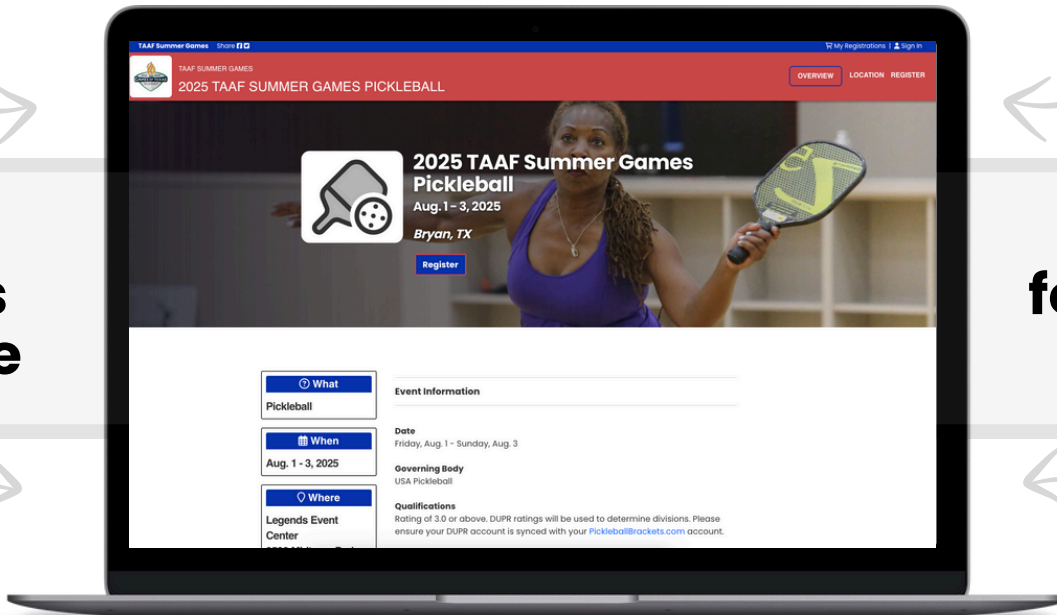 TAAF Summer Games Share
My Registrations | Sign In
TAAF SUMMER GAMES
2025 TAAF SUMMER GAMES PICKLEBALL
OVERVIEW LOCATION REGISTER
2025 TAAF Summer Games
Pickleball
Aug. 1 - 3, 2025
Bryan, TX
Register
What
Pickleball
When
Aug. 1 - 3, 2025
Where
Legends Event
Center
Event Information
Date
Friday, Aug. 1 - Sunday, Aug. 3
Governing Body
USA Pickleball
Qualifications
Rating of 3.0 or above. DUPR ratings will be used to determine divisions. Please
ensure your DUPR account is synced with your PickleballBrackets.com account.